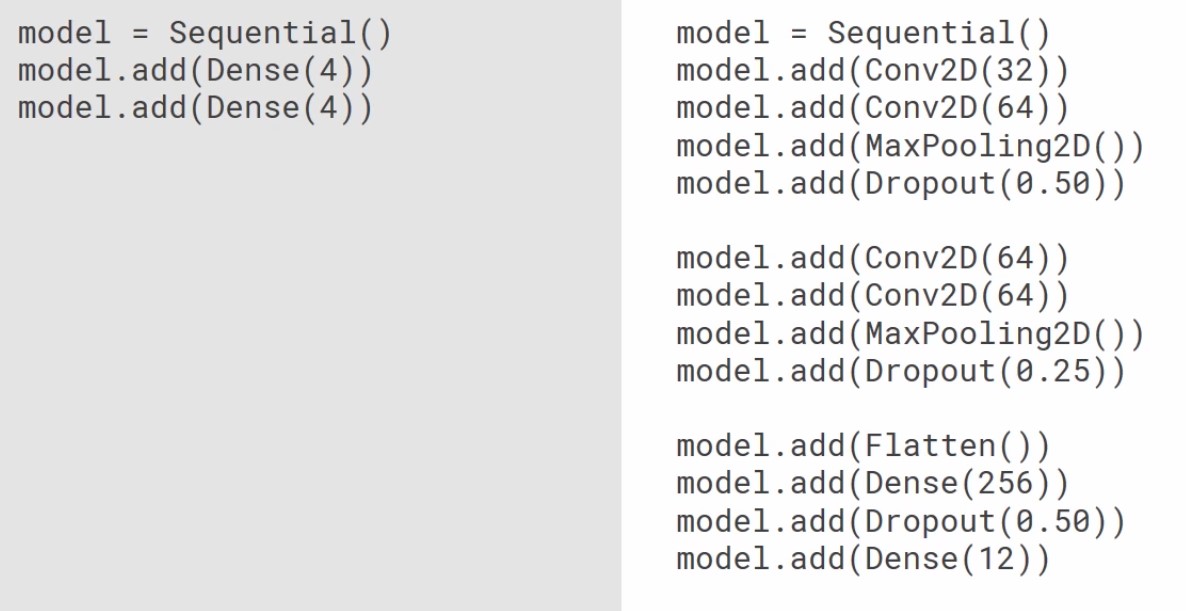 model = Sequential()
model.add(Dense(4))
model.add(Dense(4))
model = Sequential()
model.add(Conv2D(32))
model.add(Conv2D(64))
model.add(MaxPooling2D())
model.add(Dropout(0.50))
model.add(Conv2D(64))
model.add(Conv2D(64))
model.add(MaxPooling2D())
model.add(Dropout(0.25))
model.add(Flatten())
model.add(Dense(256))
model.add(Dropout(0.50))
model.add(Dense(12))